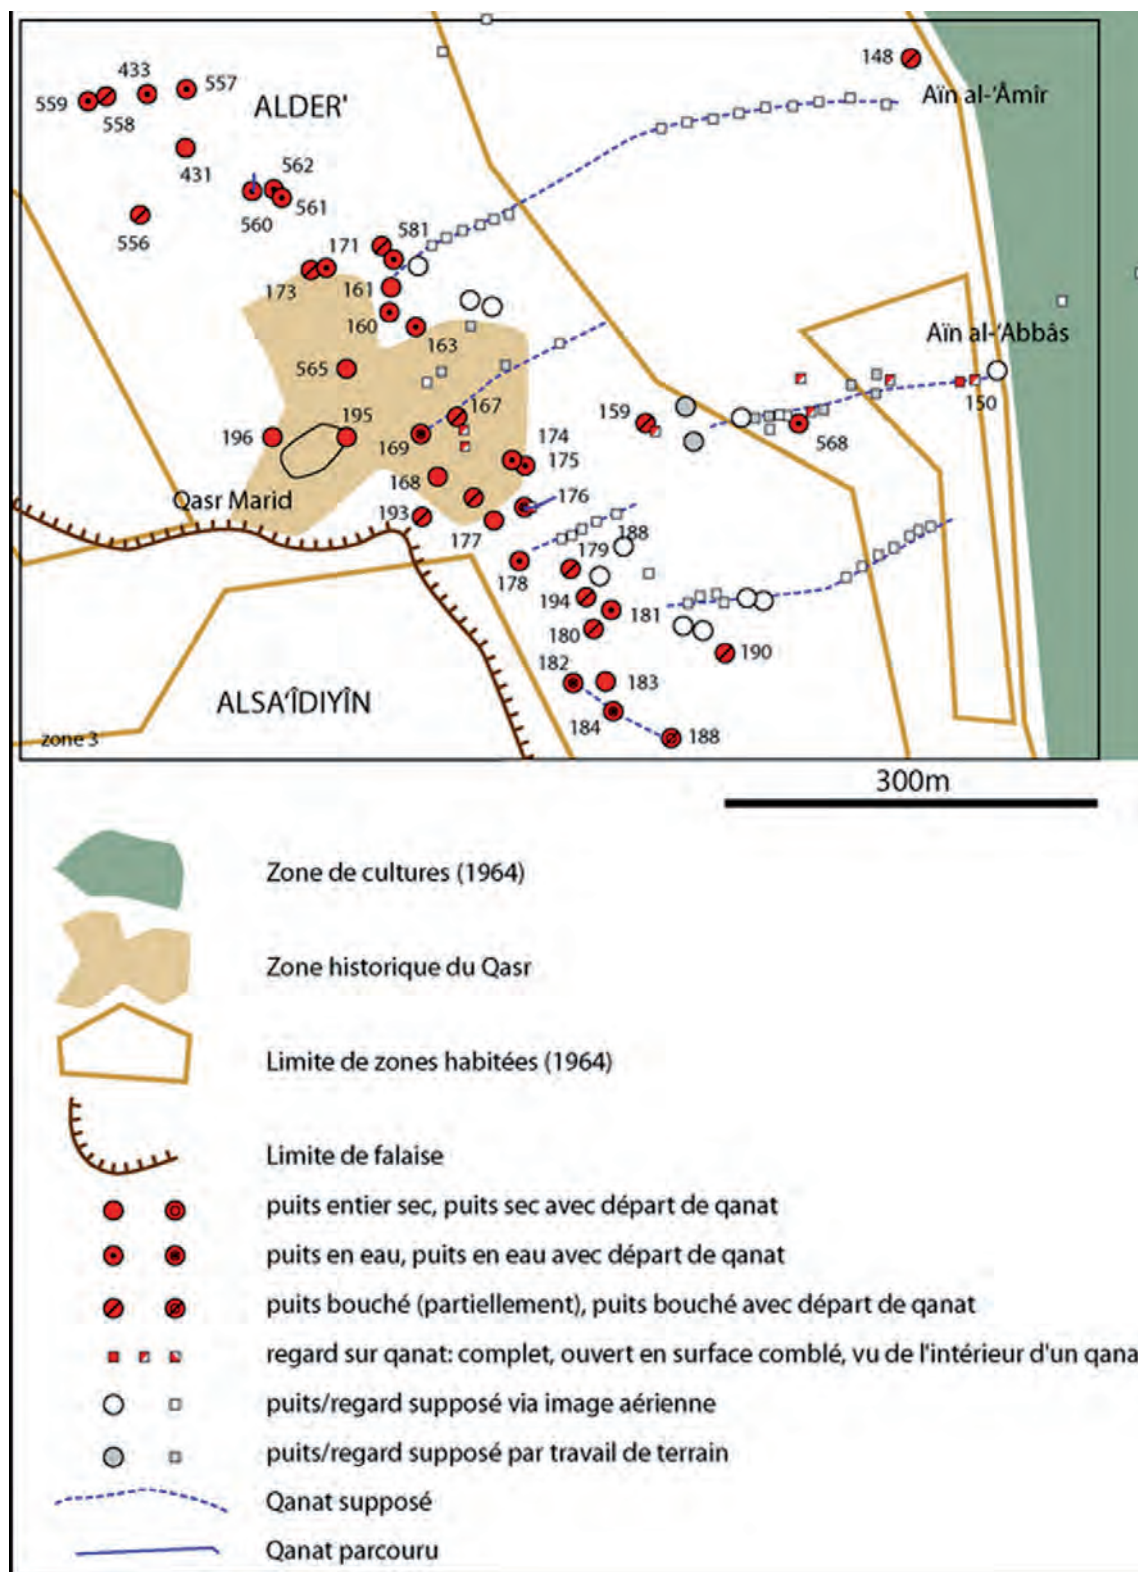 148
433
557
559
558
ALDER'
Aïn al-'Âmîr
431
562
561
560
556
171
581
173
161
160
163
Aïn al-'Abbâs
565
167
159
150
196
195
169
174
568
175
168
Qasr Marid
176
193
177
188
179
178
194
181
180
190
182
183
ALSA'ÎDIYÎN
184
188
zone 3
300m
Zone de cultures (1964)
Zone historique du Qasr
Limite de zones habitées (1964)
Limite de falaise
puits entier sec, puits sec avec départ de qanat
puits en eau, puits en eau avec départ de qanat
puits bouché (partiellement), puits bouché avec départ de qanat
regard sur qanat: complet, ouvert en surface comblé, vu de l'intérieur d'un qana
puits/regard supposé via image aérienne
puits/regard supposé par travail de terrain
Qanat supposé
Qanat parcouru